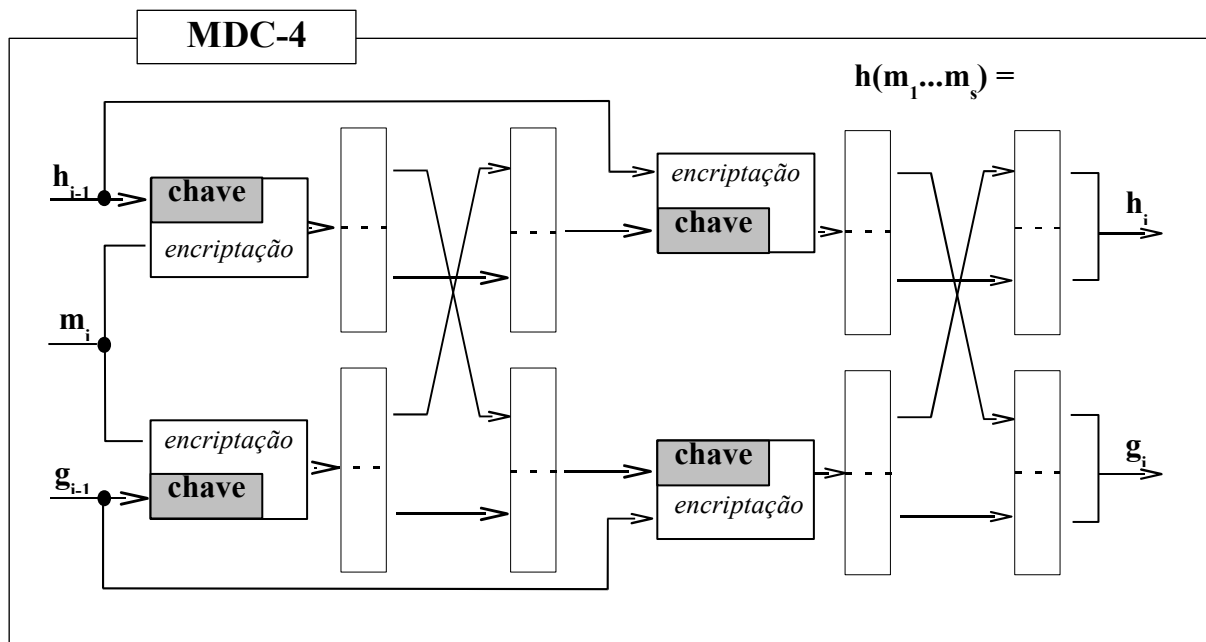 MDC-4
h(m₁...mₛ) =
hᵢ₋₁
chave
encriptação
encriptação
chave
hᵢ
mᵢ
encriptação
chave
gᵢ₋₁
chave
encriptação
gᵢ